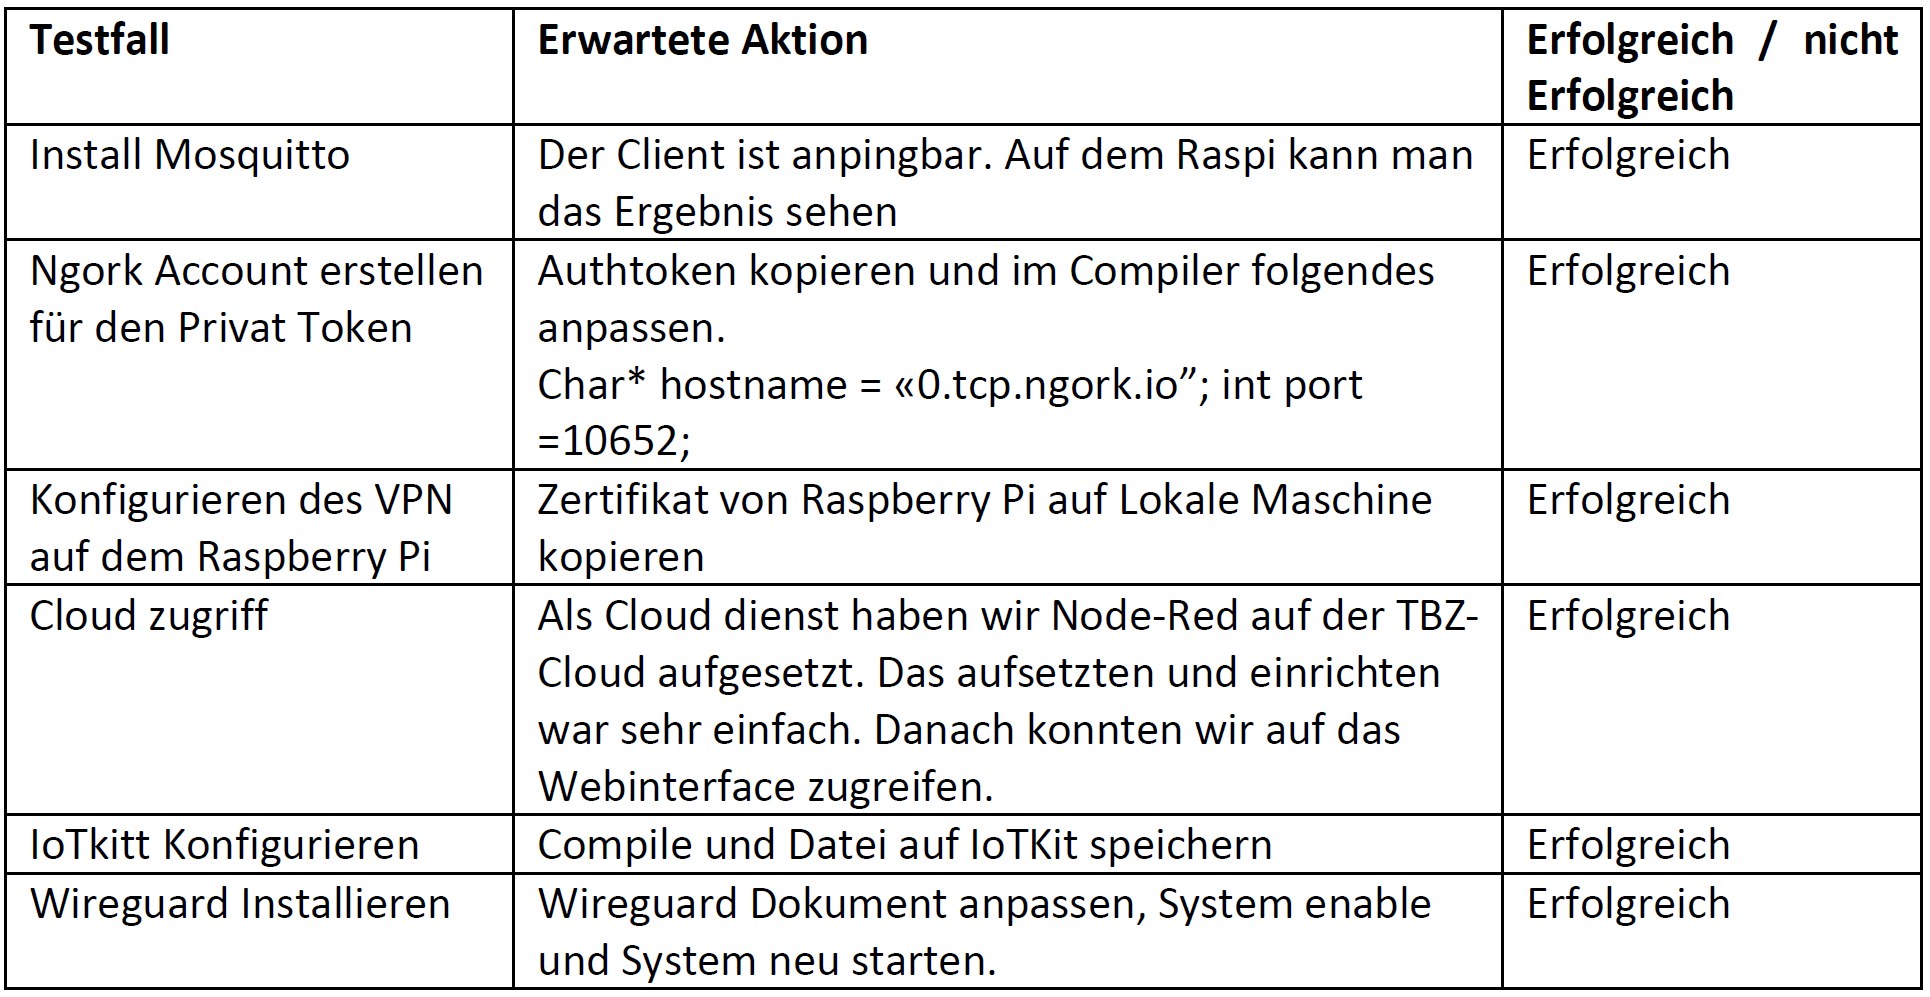 Testfall
Erwartete Aktion
Erfolgreich / nicht
Erfolgreich
Install Mosquitto
Der Client ist anpingbar. Auf dem Raspi kann man
das Ergebnis sehen
Erfolgreich
Ngork Account erstellen
für den Privat Token
Authtoken kopieren und im Compiler folgendes
anpassen.
Char* hostname = «0.tcp.ngork.io”; int port
=10652;
Erfolgreich
Konfigurieren des VPN
auf dem Raspberry Pi
Zertifikat von Raspberry Pi auf Lokale Maschine
kopieren
Erfolgreich
Cloud zugriff
Als Cloud dienst haben wir Node-Red auf der TBZ-
Cloud aufgesetzt. Das aufsetzten und einrichten
war sehr einfach. Danach konnten wir auf das
Webinterface zugreifen.
Erfolgreich
IoTkitt Konfigurieren
Compile und Datei auf IoTKit speichern
Erfolgreich
Wireguard Installieren
Wireguard Dokument anpassen, System enable
und System neu starten.
Erfolgreich